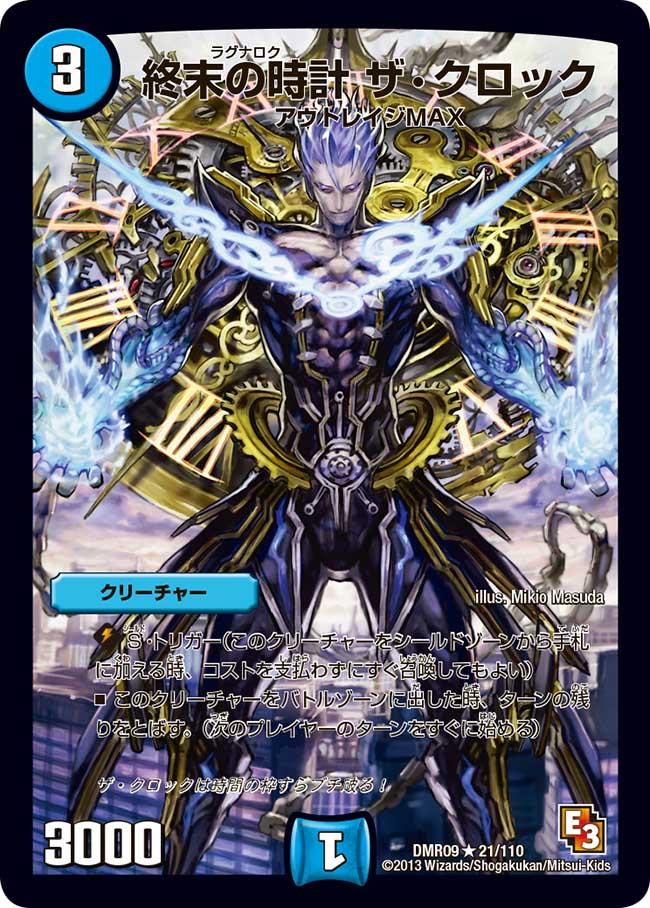 3
ラグナロク
終末の時計 ザ・クロック
アウトレイジMAX
クリーチャー
illus. Mikio Masuda
S・トリガー（このクリーチャーをシールドゾーンから手札
に加える時、コストを支払わずにすぐ召喚してもよい）
■ このクリーチャーをバトルゾーンに出した時、ターンの残
りをとばす。（次のプレイヤーのターンをすぐに始める）
ザ・クロックは時間の枠すらブチ破る！
3000
1
E3
DMR09★21/110
©2013 Wizards/Shogakukan/Mitsui-Kids